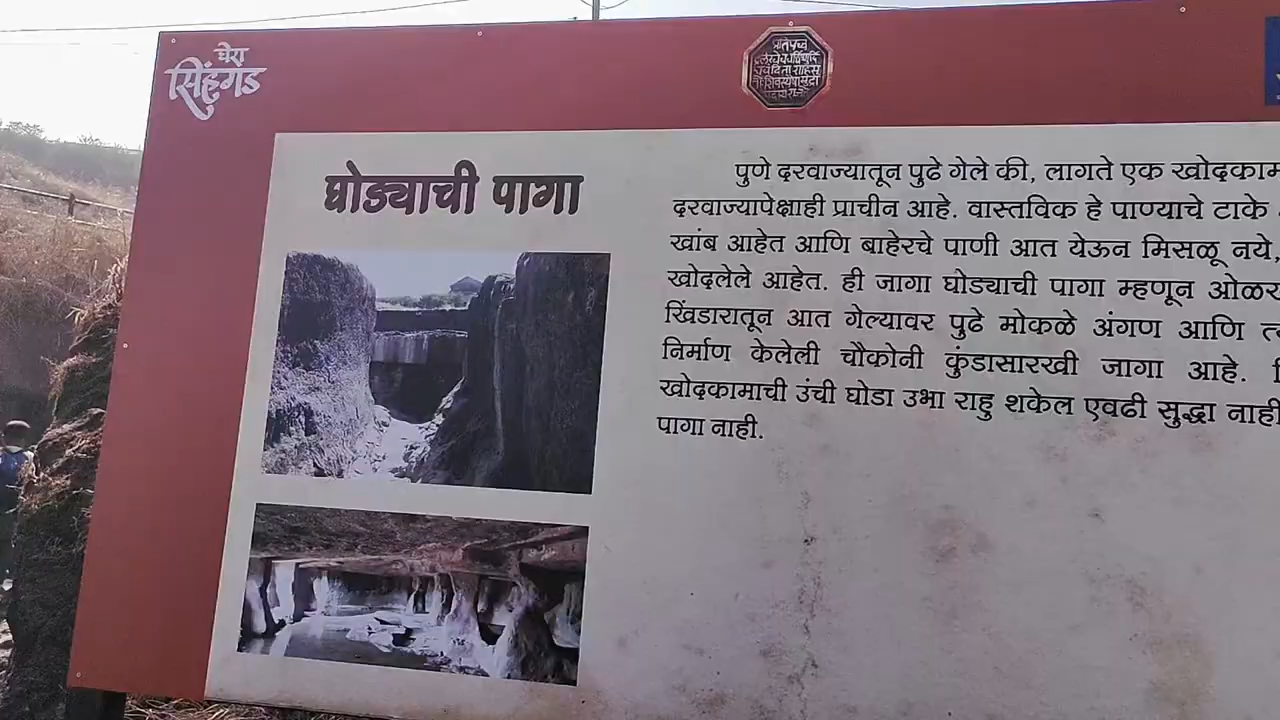 घेरा
सिंहगड
घोड्याची पागा
पुणे दरवाज्यातून पुढे गेले की, लागते एक खोदकाम
दरवाज्यापेक्षाही प्राचीन आहे. वास्तविक हे पाण्याचे टाके
खांब आहेत आणि बाहेरचे पाणी आत येऊन मिसळू नये,
खोदलेले आहेत. ही जागा घोड्याची पागा म्हणून
खिंडारातून आत गेल्यावर पुढे मोकळे अंगण आणि
निर्माण केलेली चौकोनी कुंडासारखी जागा आहे.
खोदकामाची उंची घोडा उभा राहु शकेल एवढी सुद्धा नाही
पागा नाही.